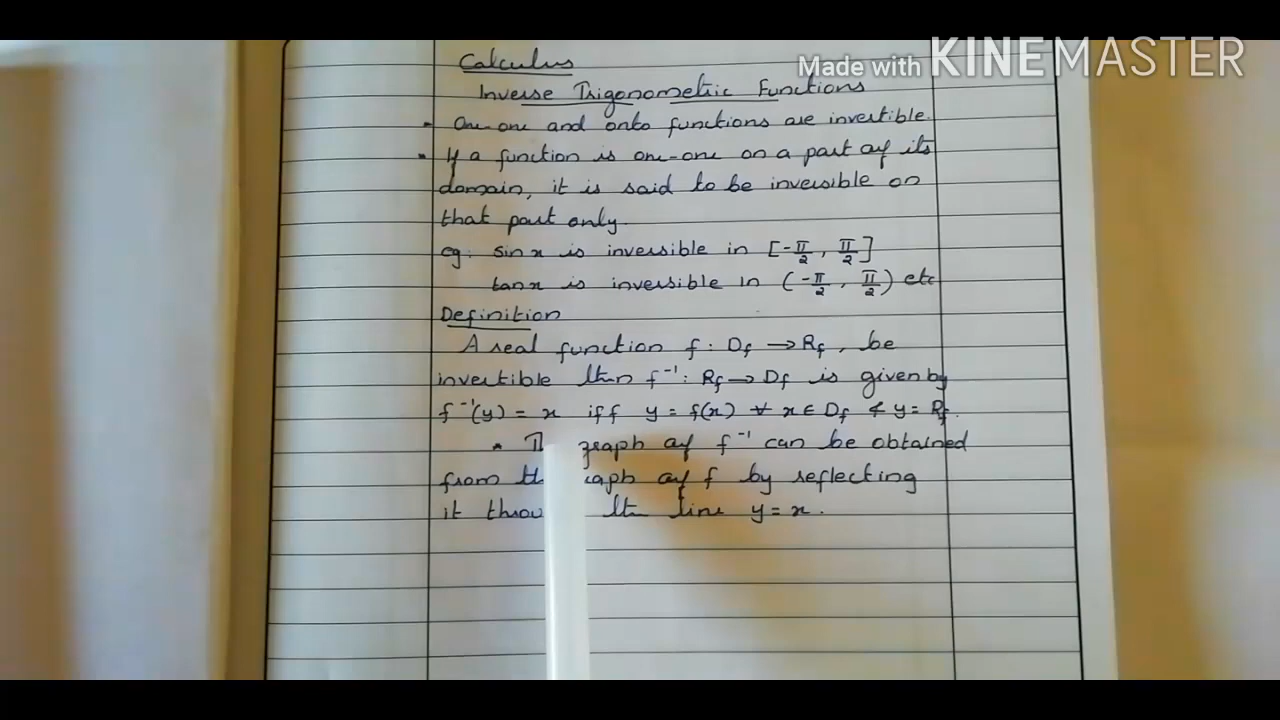 Made with KINEMASTER
Calculus
Inverse Trigonometric Functions
• One-one and onto functions are invertible.
• If a function is one-one on a part of its
domain, it is said to be inversible on
that part only.
eg: sin x is inversible in [-π/2, π/2]
tan x is inversible in (-π/2, π/2) etc
Definition
A real function f : Df → Rf, be
invertible then f⁻¹ : Rf → Df is given by
f⁻¹(y) = x iff y = f(x) ∀ x ∈ Df & y = Rf.
• graph of f⁻¹ can be obtained
from of f by reflecting
it the line y = x.